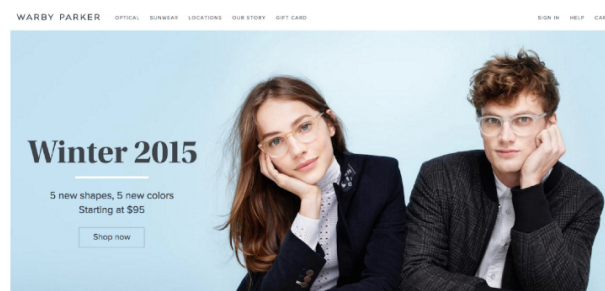 WARBY PARKER OPTICAL SUNWEAR LOCATIONS OUR STORY GIFT CARD SIGN IN HELP
Winter 2015
5 new shapes, 5 new colors
Starting at $95
Shop now